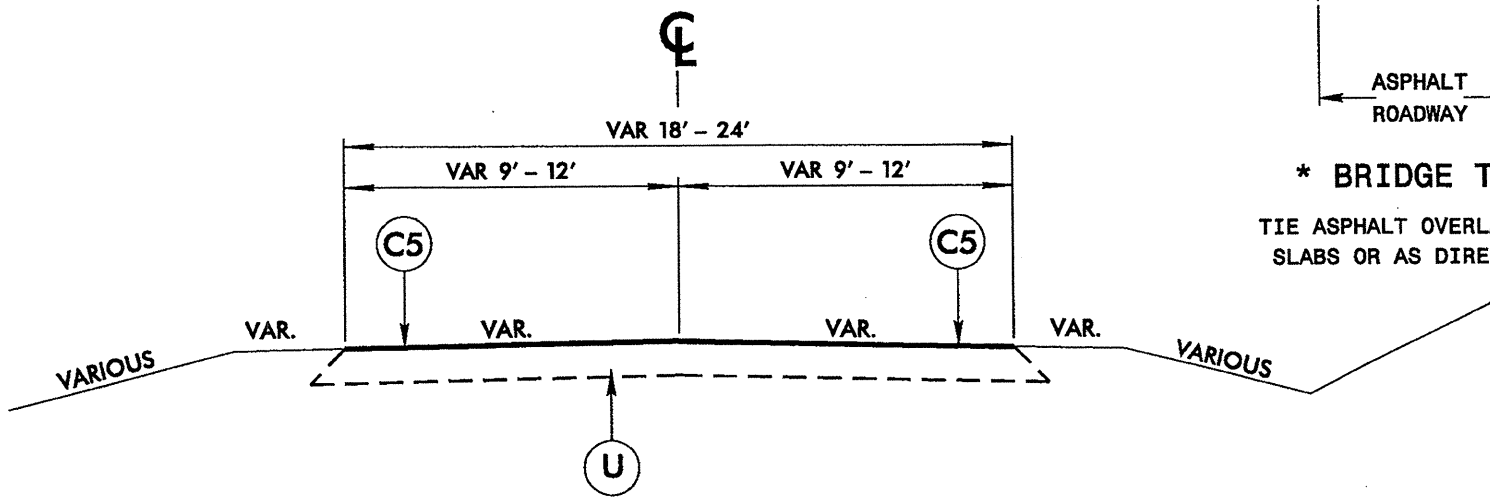 ℄
VAR 18' – 24'
VAR 9' – 12'
VAR 9' – 12'
C5
C5
VARIOUS
VAR.
VAR.
VAR.
VAR.
VARIOUS
U
ASPHALT
ROADWAY
* BRIDGE T
TIE ASPHALT OVERL
SLABS OR AS DIRE